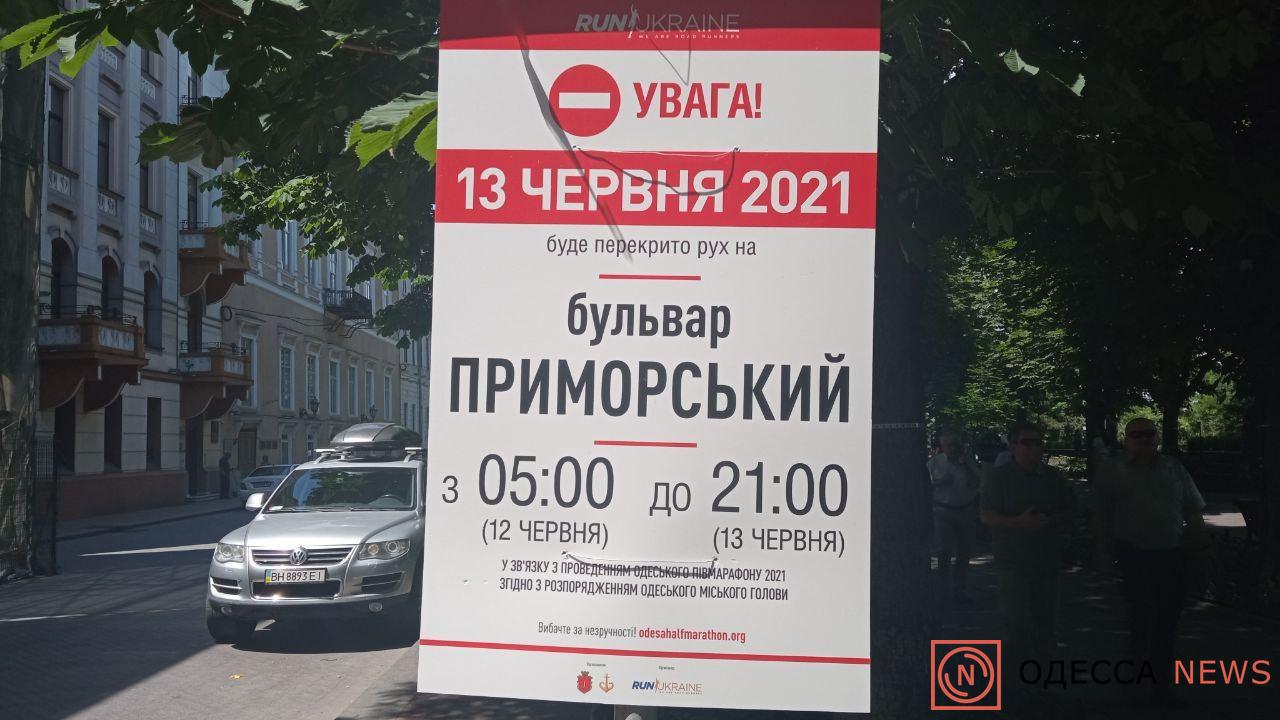 RUN UKRAINE
WE ARE ROAD RUNNERS
УВАГА!
13 ЧЕРВНЯ 2021
буде перекрито рух на
бульвар
ПРИМОРСЬКИЙ
З 05:00 ДО 21:00
(12 ЧЕРВНЯ) (13 ЧЕРВНЯ)
У ЗВ'ЯЗКУ З ПРОВЕДЕННЯМ ОДЕСЬКОГО ПІВМАРАФОНУ 2021
ЗГІДНО З РОЗПОРЯДЖЕННЯМ ОДЕСЬКОГО МІСЬКОГО ГОЛОВИ
Вибачте за незручності! odesahalfmarathon.org
RUN UKRAINE
BH 8893 EI
N ОДЕССА NEWS